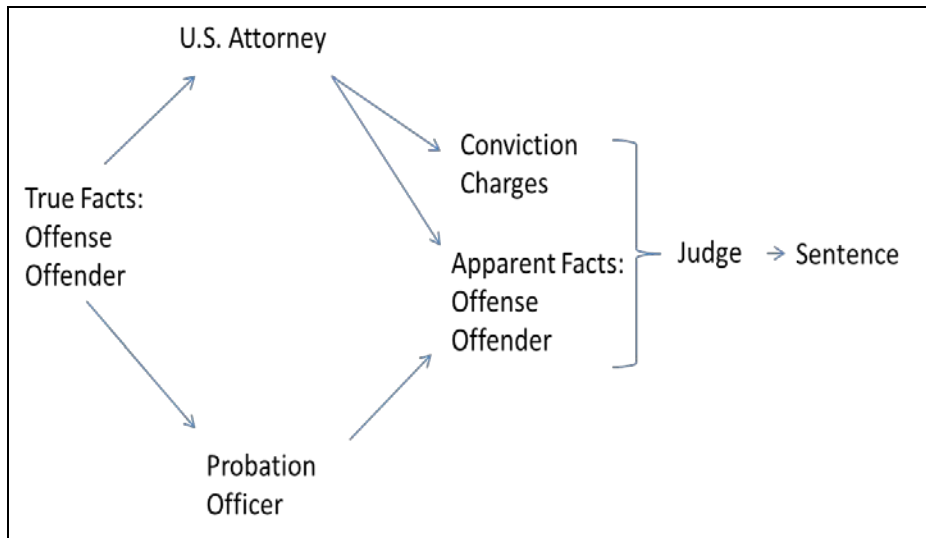 U.S. Attorney
Conviction
Charges
True Facts:
Offense
Offender
Apparent Facts:
Offense
Offender
Judge
Sentence
Probation
Officer